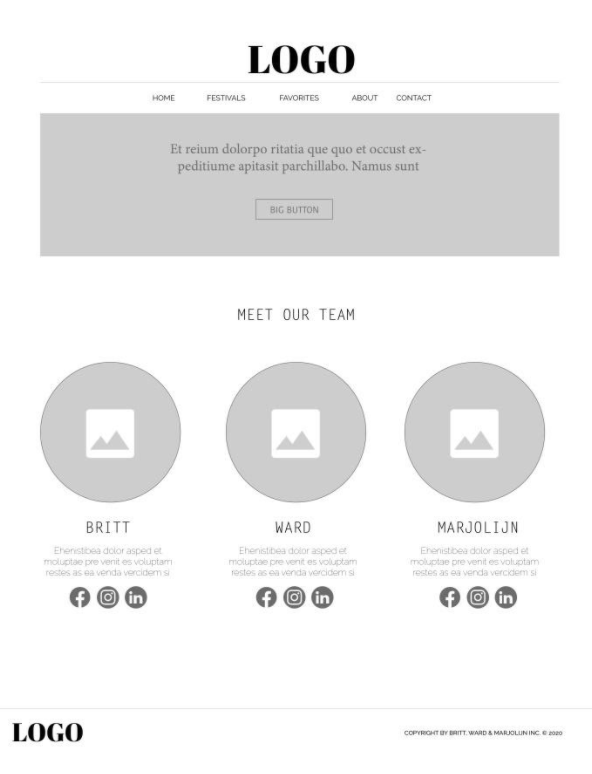 LOGO
HOME FESTIVALS FAVORITES ABOUT CONTACT
Et reium dolorpo ritatia que quo et occust ex-
peditiume apitasit parchillabo. Namus sunt
BIG BUTTON
MEET OUR TEAM
BRITT
Ehenistibea dolor asped et
moluptae pre venit es voluptam
restes as ea venda vercidem si
WARD
Ehenistibea dolor asped et
moluptae pre venit es voluptam
restes as ea venda vercidem si
MARJOLIJN
Ehenistibea dolor asped et
moluptae pre venit es voluptam
restes as ea venda vercidem si
LOGO
COPYRIGHT BY BRITT, WARD & MARJOLIJN INC. © 2020